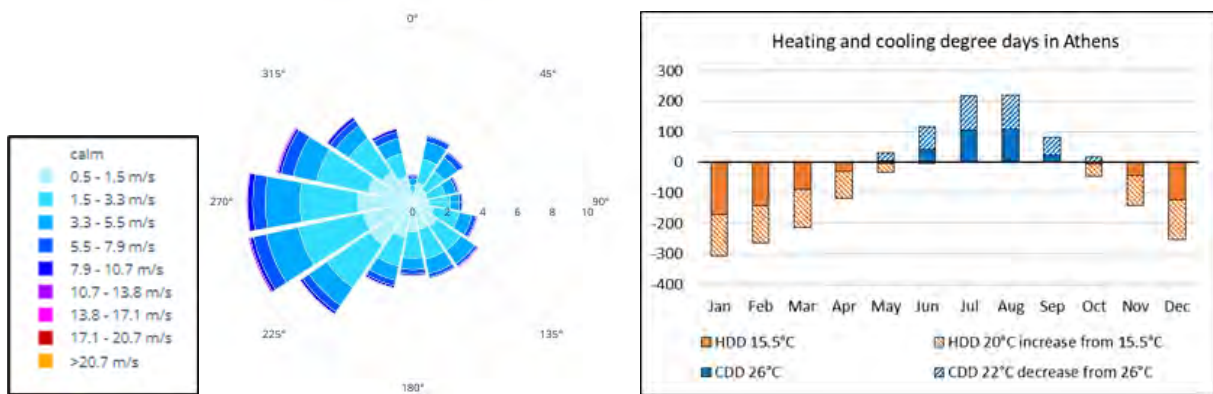 calm
0.5 - 1.5 m/s
1.5 - 3.3 m/s
3.3 - 5.5 m/s
5.5 - 7.9 m/s
7.9 - 10.7 m/s
10.7 - 13.8 m/s
13.8 - 17.1 m/s
17.1 - 20.7 m/s
>20.7 m/s
0°
315°
45°
270°
0 2 4 6 8 10
90°
225°
135°
180°
Heating and cooling degree days in Athens
300
200
100
0
-100
-200
-300
-400
Jan Feb Mar Apr May Jun Jul Aug Sep Oct Nov Dec
HDD 15.5°C HDD 20°C increase from 15.5°C
CDD 26°C CDD 22°C decrease from 26°C